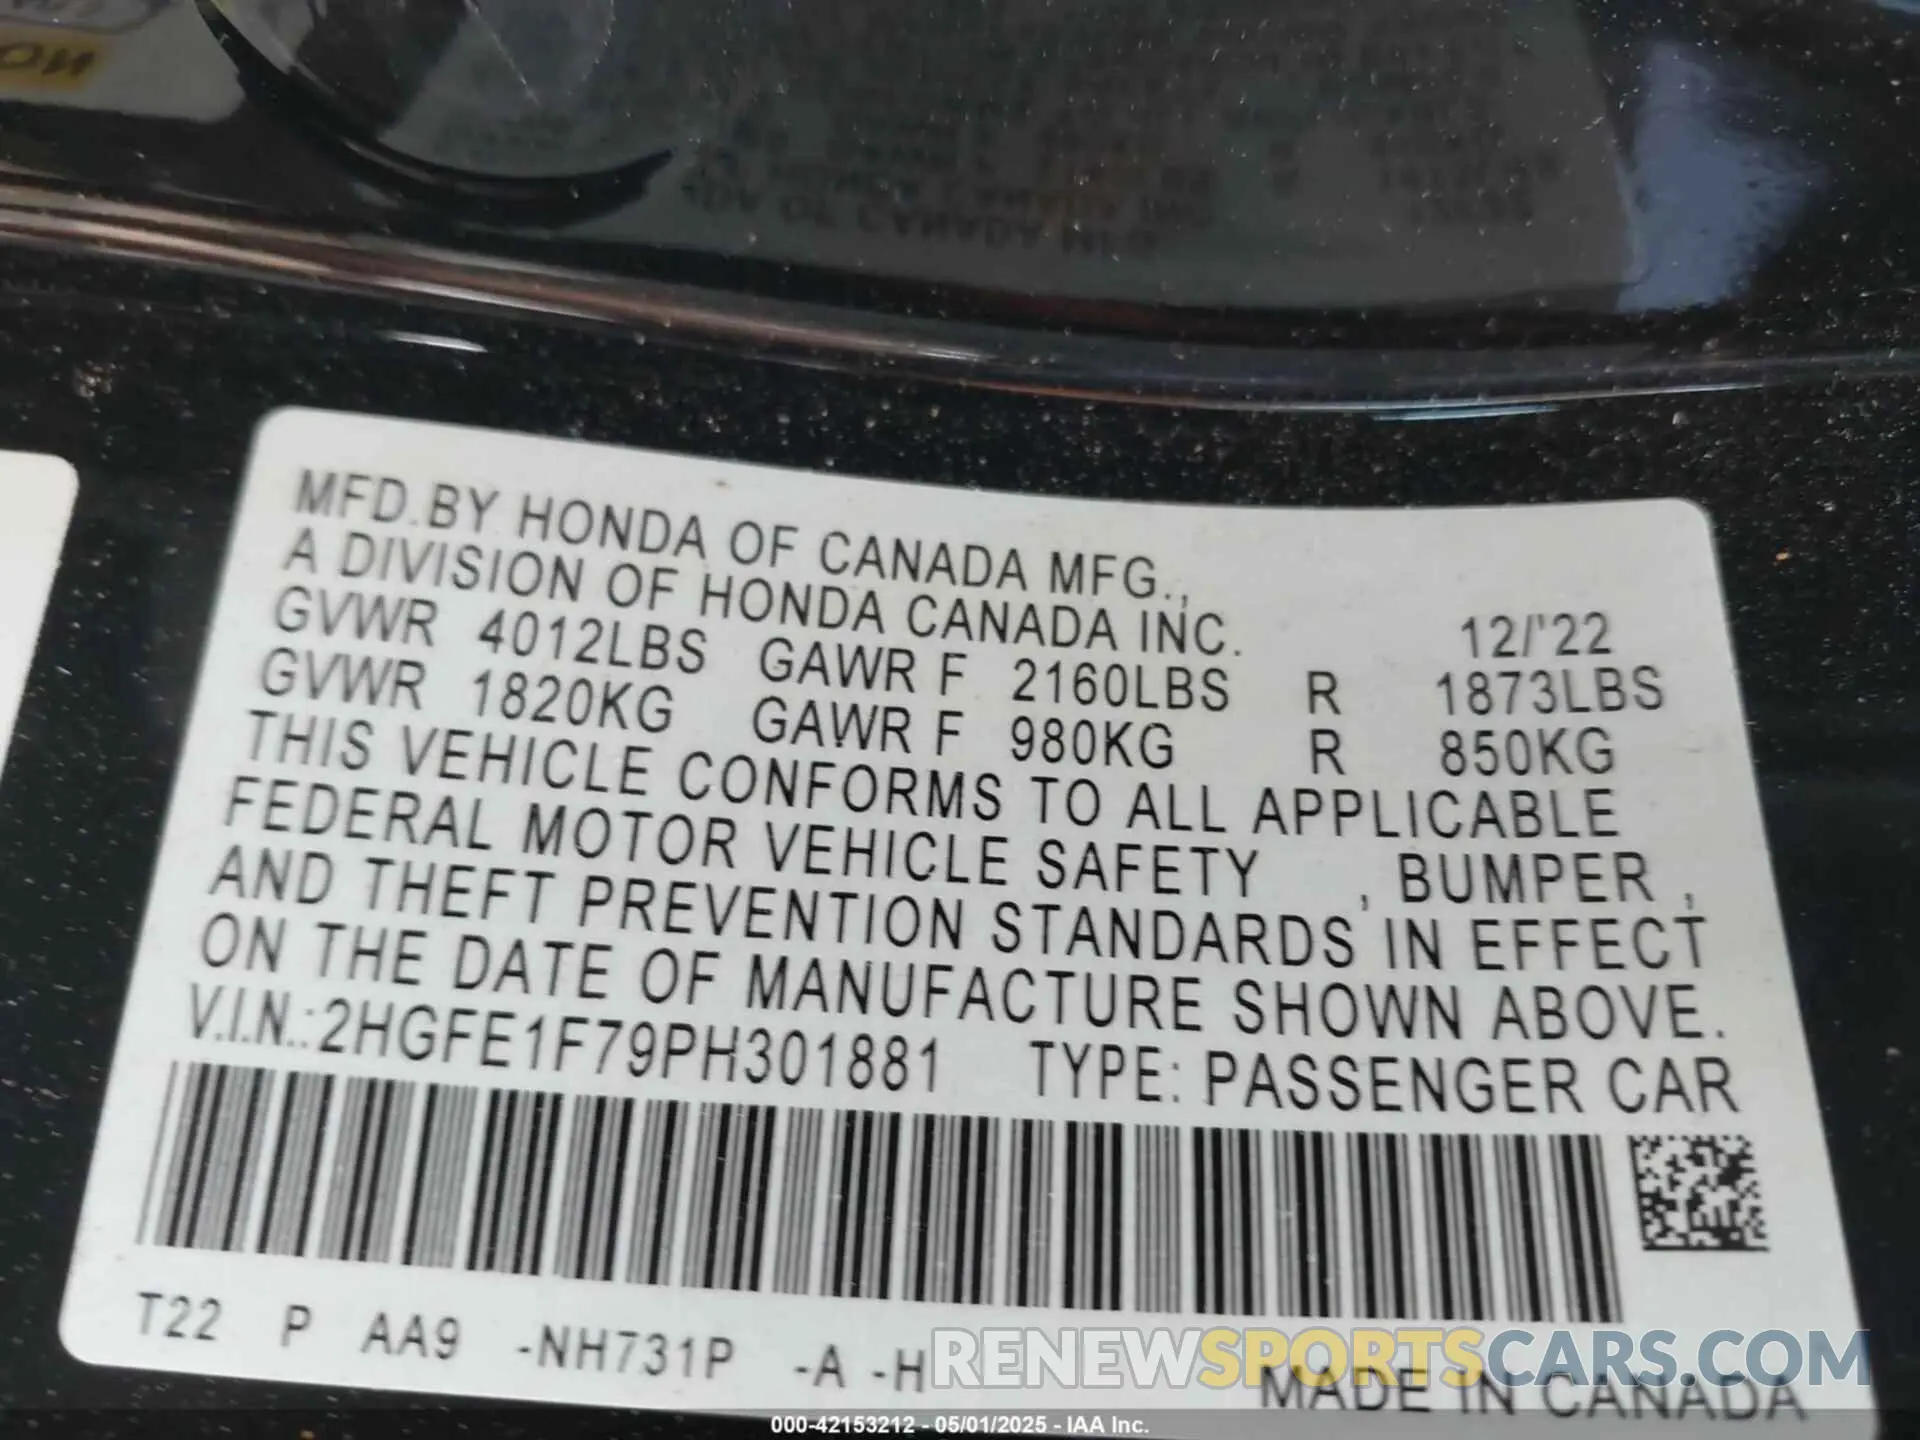 MFD.BY HONDA OF CANADA MFG.,
A DIVISION OF HONDA CANADA INC. 12/'22
GVWR 4012LBS GAWR F 2160LBS R 1873LBS
GVWR 1820KG GAWR F 980KG R 850KG
THIS VEHICLE CONFORMS TO ALL APPLICABLE
FEDERAL MOTOR VEHICLE SAFETY , BUMPER ,
AND THEFT PREVENTION STANDARDS IN EFFECT
ON THE DATE OF MANUFACTURE SHOWN ABOVE.
V.I.N.:2HGFE1F79PH301881 TYPE: PASSENGER CAR
T22 P AA9 -NH731P -A -H
RENEWSPORTSCARS.COM
MADE IN CANADA
000-42153212 - 05/01/2025 - IAA Inc.